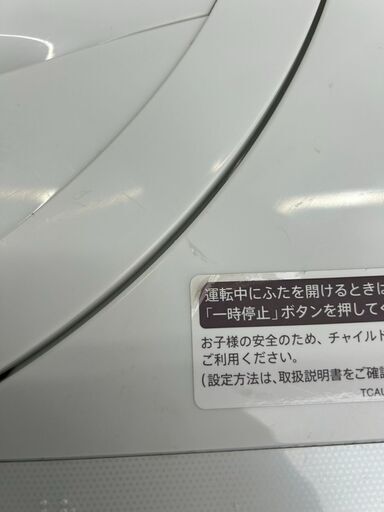 運転中にふたを開けるときは
「一時停止」ボタンを押してく
お子様の安全のため、チャイルド
ご利用ください。
（設定方法は、取扱説明書をご確認
TCAU